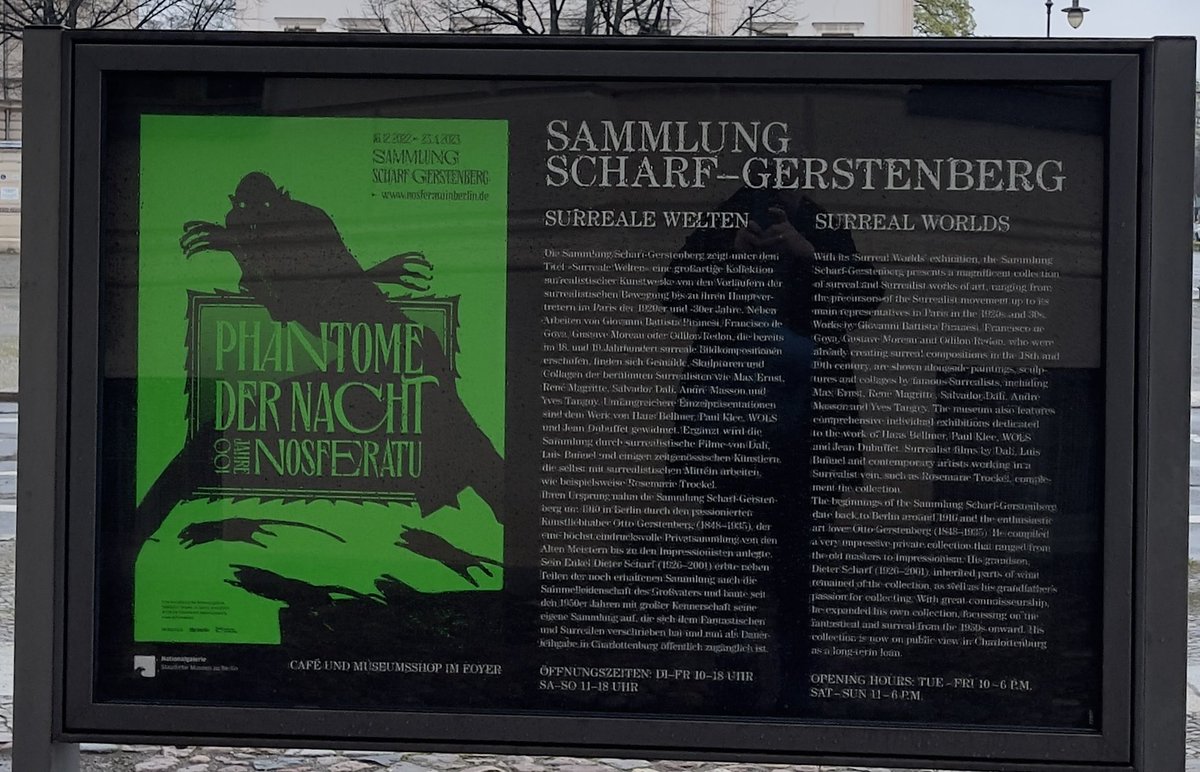 16.12.2022 – 23.4.2023
SAMMLUNG
SCHARF GERSTENBERG
← www.nosferatuinberlin.de
PHANTOME
DER NACHT
100 JAHRE NOSFERATU
Nationalgalerie
Staatliche Museen zu Berlin
CAFÉ UND MUSEUMSSHOP IM FOYER
SAMMLUNG
SCHARF–GERSTENBERG
SURREALE WELTEN
Die Sammlung Scharf-Gerstenberg zeigt unter dem
Titel »Surreale Welten« eine großartige Kollektion
surrealistischer Kunstwerke von den Vorläufern der
surrealistischen Bewegung bis zu ihren Hauptver-
tretern im Paris der 1920er und -30er Jahre. Neben
Arbeiten von Giovanni Battista Piranesi, Francisco de
Goya, Gustave Moreau oder Odilon Redon, die bereits
im 18. und 19. Jahrhundert surreale Bildkompositionen
erschufen, finden sich Gemälde, Skulpturen und
Collagen der berühmten Surrealisten wie Max Ernst,
René Magritte, Salvador Dalí, André Masson und
Yves Tanguy. Umfangreichere Einzelpräsentationen
sind dem Werk von Hans Bellmer, Paul Klee, WOLS
und Jean Dubuffet gewidmet. Ergänzt wird die
Sammlung durch surrealistische Filme von Dalí,
Luis Buñuel und einigen zeitgenössischen Künstlern,
die selbst mit surrealistischen Mitteln arbeiten,
wie beispielsweise Rosemarie Trockel.
Ihren Ursprung nahm die Sammlung Scharf-Gersten-
berg um 1910 in Berlin durch den passionierten
Kunstliebhaber Otto Gerstenberg (1848–1935), der
eine höchst eindrucksvolle Privatsammlung von den
Alten Meistern bis zu den Impressionisten anlegte.
Sein Enkel Dieter Scharf (1926–2001) erbte neben
Teilen der noch erhaltenen Sammlung auch die
Sammelleidenschaft des Großvaters und baute seit
den 1950er Jahren mit großer Kennerschaft seine
eigene Sammlung auf, die sich dem Fantastischen
und Surrealen verschrieben hat und nun als Dauer-
leihgabe in Charlottenburg öffentlich zugänglich ist.
ÖFFNUNGSZEITEN: DI–FR 10–18 UHR
SA–SO 11–18 UHR
SURREAL WORLDS
With its 'Surreal Worlds' exhibition, the Sammlung
Scharf-Gerstenberg presents a magnificent collection
of surreal and Surrealist works of art, ranging from
the precursors of the Surrealist movement up to its
main representatives in Paris in the 1920s and 30s.
Works by Giovanni Battista Piranesi, Francisco de
Goya, Gustave Moreau and Odilon Redon, who were
already creating surreal compositions in the 18th and
19th century, are shown alongside paintings, sculp-
tures and collages by famous Surrealists, including
Max Ernst, René Magritte, Salvador Dalí, André
Masson and Yves Tanguy. The museum also features
comprehensive individual exhibitions dedicated
to the work of Hans Bellmer, Paul Klee, WOLS
and Jean Dubuffet. Surrealist films by Dalí, Luis
Buñuel and contemporary artists working in a
Surrealist vein, such as Rosemarie Trockel, comple-
ment the collection.
The beginnings of the Sammlung Scharf-Gerstenberg
date back to Berlin around 1910 and the enthusiastic
art lover Otto Gerstenberg (1848–1935). He compiled
a very impressive private collection that ranged from
the old masters to Impressionism. His grandson,
Dieter Scharf (1926–2001), inherited parts of what
remained of the collection, as well as his grandfather's
passion for collecting. With great connoisseurship,
he expanded his own collection, focussing on the
fantastical and surreal from the 1950s onward. His
collection is now on public view in Charlottenburg
as a long-term loan.
OPENING HOURS: TUE – FRI 10 – 6 P.M.
SAT – SUN 11 – 6 P.M.